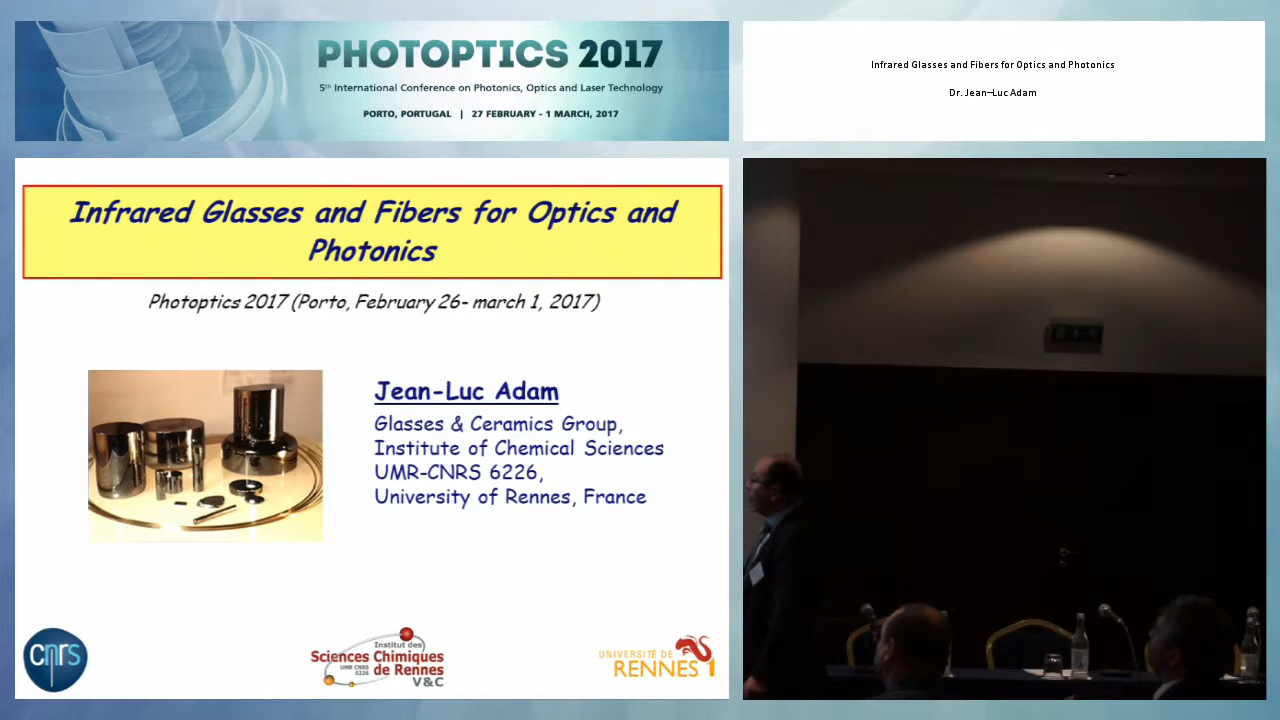 PHOTOPTICS 2017
5th International Conference on Photonics, Optics and Laser Technology
PORTO, PORTUGAL | 27 FEBRUARY - 1 MARCH, 2017
Infrared Glasses and Fibers for Optics and Photonics
Dr. Jean–Luc Adam
Infrared Glasses and Fibers for Optics and
Photonics
Photoptics 2017 (Porto, February 26- march 1, 2017)
Jean-Luc Adam
Glasses & Ceramics Group,
Institute of Chemical Sciences
UMR-CNRS 6226,
University of Rennes, France
cnrs
Institut des
Sciences Chimiques
UMR CNRS
6226
de Rennes
V&C
UNIVERSITÉ DE
RENNES 1